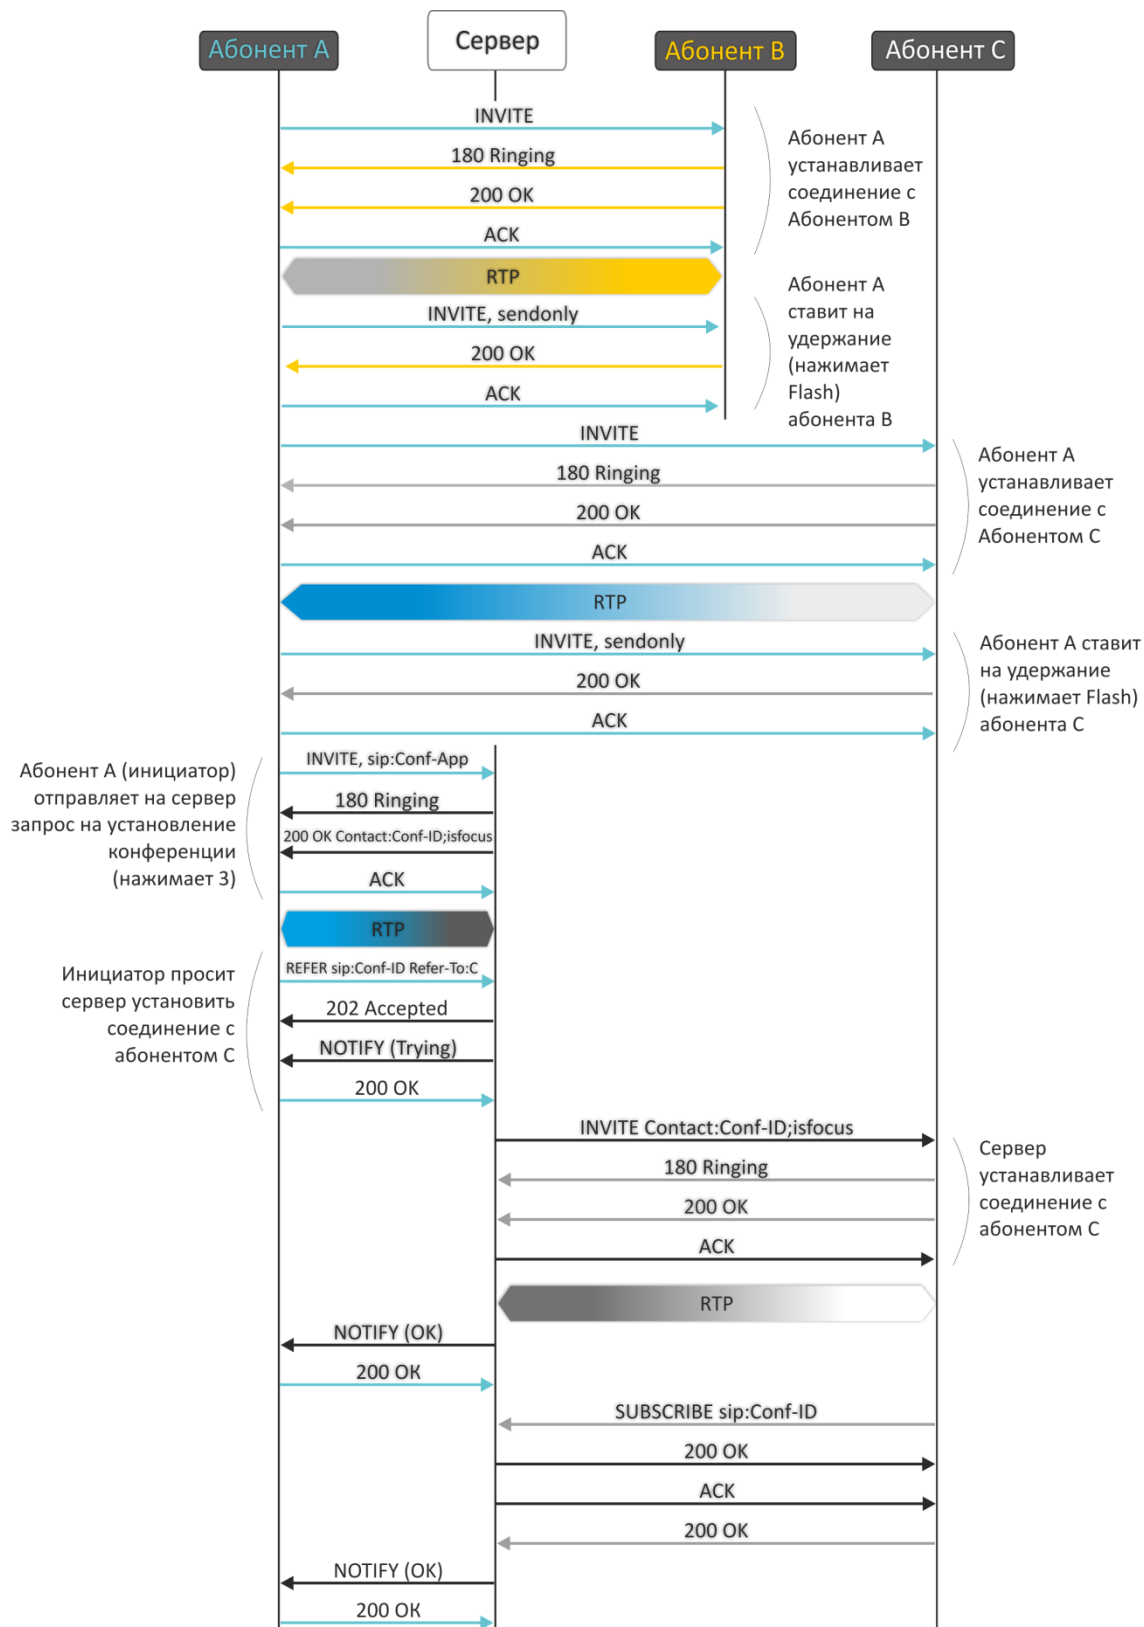 Абонент А
Сервер
Абонент В
Абонент С
INVITE
180 Ringing
200 OK
ACK
Абонент А
устанавливает
соединение с
Абонентом В
RTP
INVITE, sendonly
200 OK
ACK
Абонент А
ставит на
удержание
(нажимает
Flash)
абонента В
INVITE
180 Ringing
200 OK
ACK
Абонент А
устанавливает
соединение с
Абонентом С
RTP
INVITE, sendonly
200 OK
ACK
Абонент А ставит
на удержание
(нажимает Flash)
абонента С
Абонент А (инициатор)
отправляет на сервер
запрос на установление
конференции
(нажимает 3)
INVITE, sip:Conf-App
180 Ringing
200 OK Contact:Conf-ID;isfocus
ACK
RTP
Инициатор просит
сервер установить
соединение с
абонентом С
REFER sip:Conf-ID Refer-To:C
202 Accepted
NOTIFY (Trying)
200 OK
INVITE Contact:Conf-ID;isfocus
180 Ringing
200 OK
ACK
Сервер
устанавливает
соединение с
абонентом С
RTP
NOTIFY (OK)
200 OK
SUBSCRIBE sip:Conf-ID
200 OK
ACK
200 OK
NOTIFY (OK)
200 OK